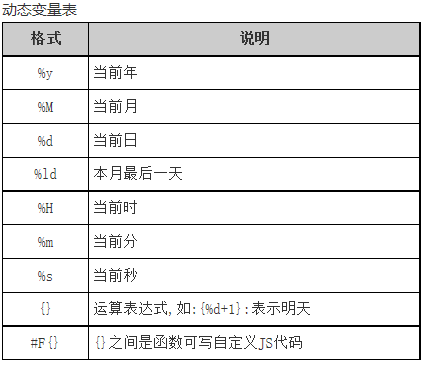 动态变量表
格式 说明
%y 当前年
%M 当前月
%d 当前日
%ld 本月最后一天
%H 当前时
%m 当前分
%s 当前秒
{} 运算表达式,如:{%d+1}:表示明天
#F{} {}之间是函数可写自定义JS代码